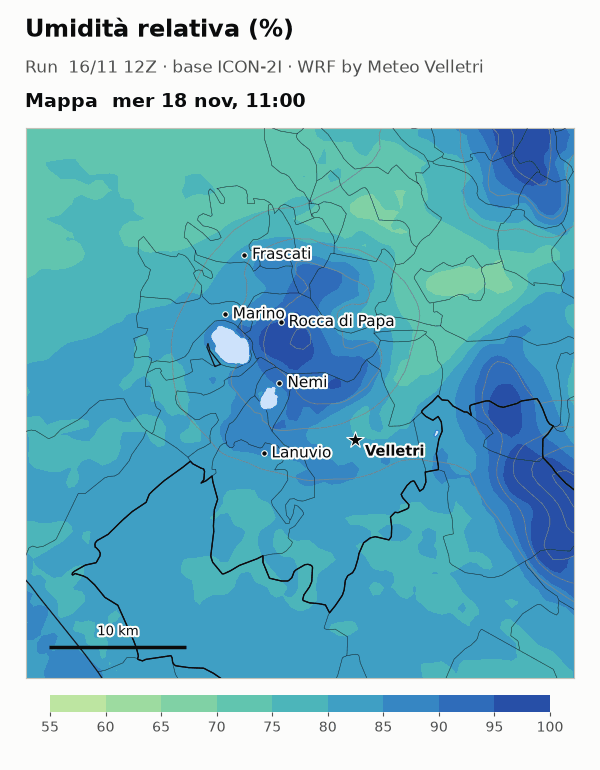 Umidità relativa (%)
Run  16/11 12Z · base ICON-2I · WRF by Meteo Velletri
Mappa  mer 18 nov, 11:00
Frascati
Marino
Rocca di Papa
Nemi
Velletri
Lanuvio
10 km
55 60 65 70 75 80 85 90 95 100